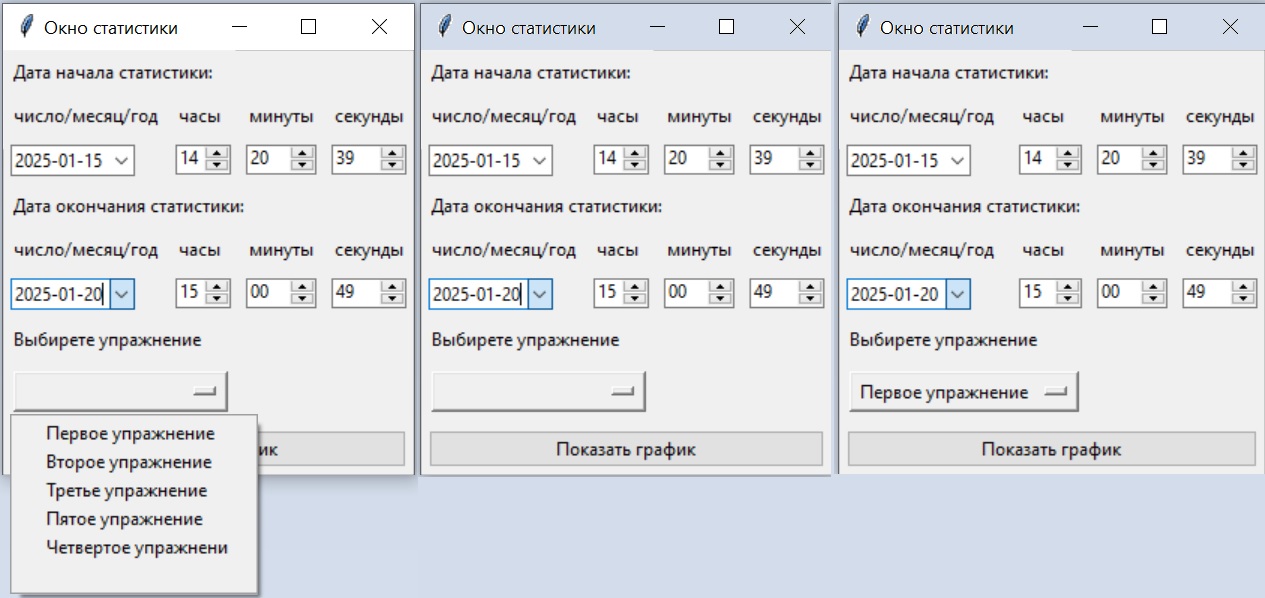 Окно статистики
Дата начала статистики:
число/месяц/год часы минуты секунды
2025-01-15 14 20 39
Дата окончания статистики:
число/месяц/год часы минуты секунды
2025-01-20 15 00 49
Выбирете упражнение
Первое упражнение
Второе упражнение
Третье упражнение
Пятое упражнение
Четвертое упражнени
ик
Окно статистики
Дата начала статистики:
число/месяц/год часы минуты секунды
2025-01-15 14 20 39
Дата окончания статистики:
число/месяц/год часы минуты секунды
2025-01-20 15 00 49
Выбирете упражнение
Показать график
Окно статистики
Дата начала статистики:
число/месяц/год часы минуты секунды
2025-01-15 14 20 39
Дата окончания статистики:
число/месяц/год часы минуты секунды
2025-01-20 15 00 49
Выбирете упражнение
Первое упражнение
Показать график